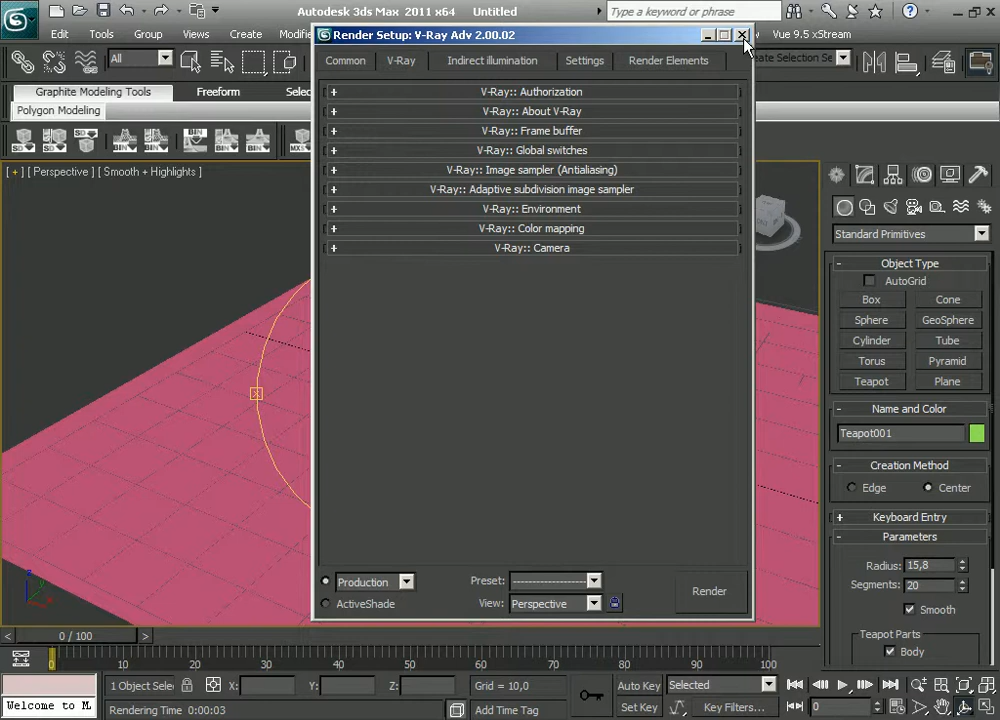 Autodesk 3ds Max 2011 x64 Untitled
Type a keyword or phrase
Edit Tools Group Views Create Modifi Vue 9.5 xStream
Render Setup: V-Ray Adv 2.00.02
All
Graphite Modeling Tools Freeform Selec
Polygon Modeling
[ + ] [ Perspective ] [ Smooth + Highlights ]
Common V-Ray Indirect illumination Settings Render Elements
+ V-Ray:: Authorization
+ V-Ray:: About V-Ray
+ V-Ray:: Frame buffer
+ V-Ray:: Global switches
+ V-Ray:: Image sampler (Antialiasing)
+ V-Ray:: Adaptive subdivision image sampler
+ V-Ray:: Environment
+ V-Ray:: Color mapping
+ V-Ray:: Camera
Production
ActiveShade
Preset: --------------------
View: Perspective
Render
Standard Primitives
- Object Type
AutoGrid
Box Cone
Sphere GeoSphere
Cylinder Tube
Torus Pyramid
Teapot Plane
- Name and Color
Teapot001
- Creation Method
Edge Center
+ Keyboard Entry
- Parameters
Radius: 15,8
Segments: 20
Smooth
Teapot Parts
Body
< 0 / 100 >
0 10 20 30 40 50 60 70 80 90 100
1 Object Sele X: Y: Z: Grid = 10,0 Auto Key Selected
Welcome to M. Rendering Time 0:00:03 Add Time Tag Set Key Key Filters... 0